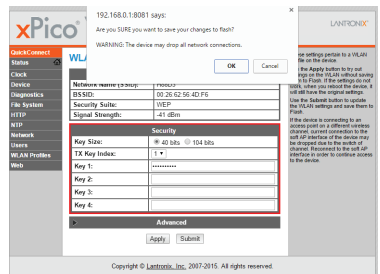 xPico
192.168.0.1:8081 says:
Are you SURE you want to save your changes to flash?
WARNING: The device may drop all network connections.
OK Cancel
LANTRONIX
QuickConnect
Status
Clock
Device
Diagnostics
File System
HTTP
NTP
Network
Users
WLAN Profiles
Web
Network Name (SSID):
BSSID: 00:26:62:56:4D:F6
Security Suite: WEP
Signal Strength: -41 dBm
Security
Key Size: 40 bits 104 bits
TX Key Index: 1
Key 1: ••••••••••
Key 2:
Key 3:
Key 4:
Advanced
Apply Submit
settings pertain to a WLAN
file on the device.
the Apply button to try out
settings on the WLAN without saving
to Flash. If the settings do not
work, when you reboot the device, it
will still have the original settings.
Use the Submit button to update
the WLAN settings and save them to
Flash.
If the device is connecting to an
access point on a different wireless
channel, current connection to the
soft AP interface of the device may
be dropped due to the switch of
channel. Reconnect to the soft AP
interface in order to continue access
to the device.
Copyright © Lantronix, Inc. 2007-2015. All rights reserved.